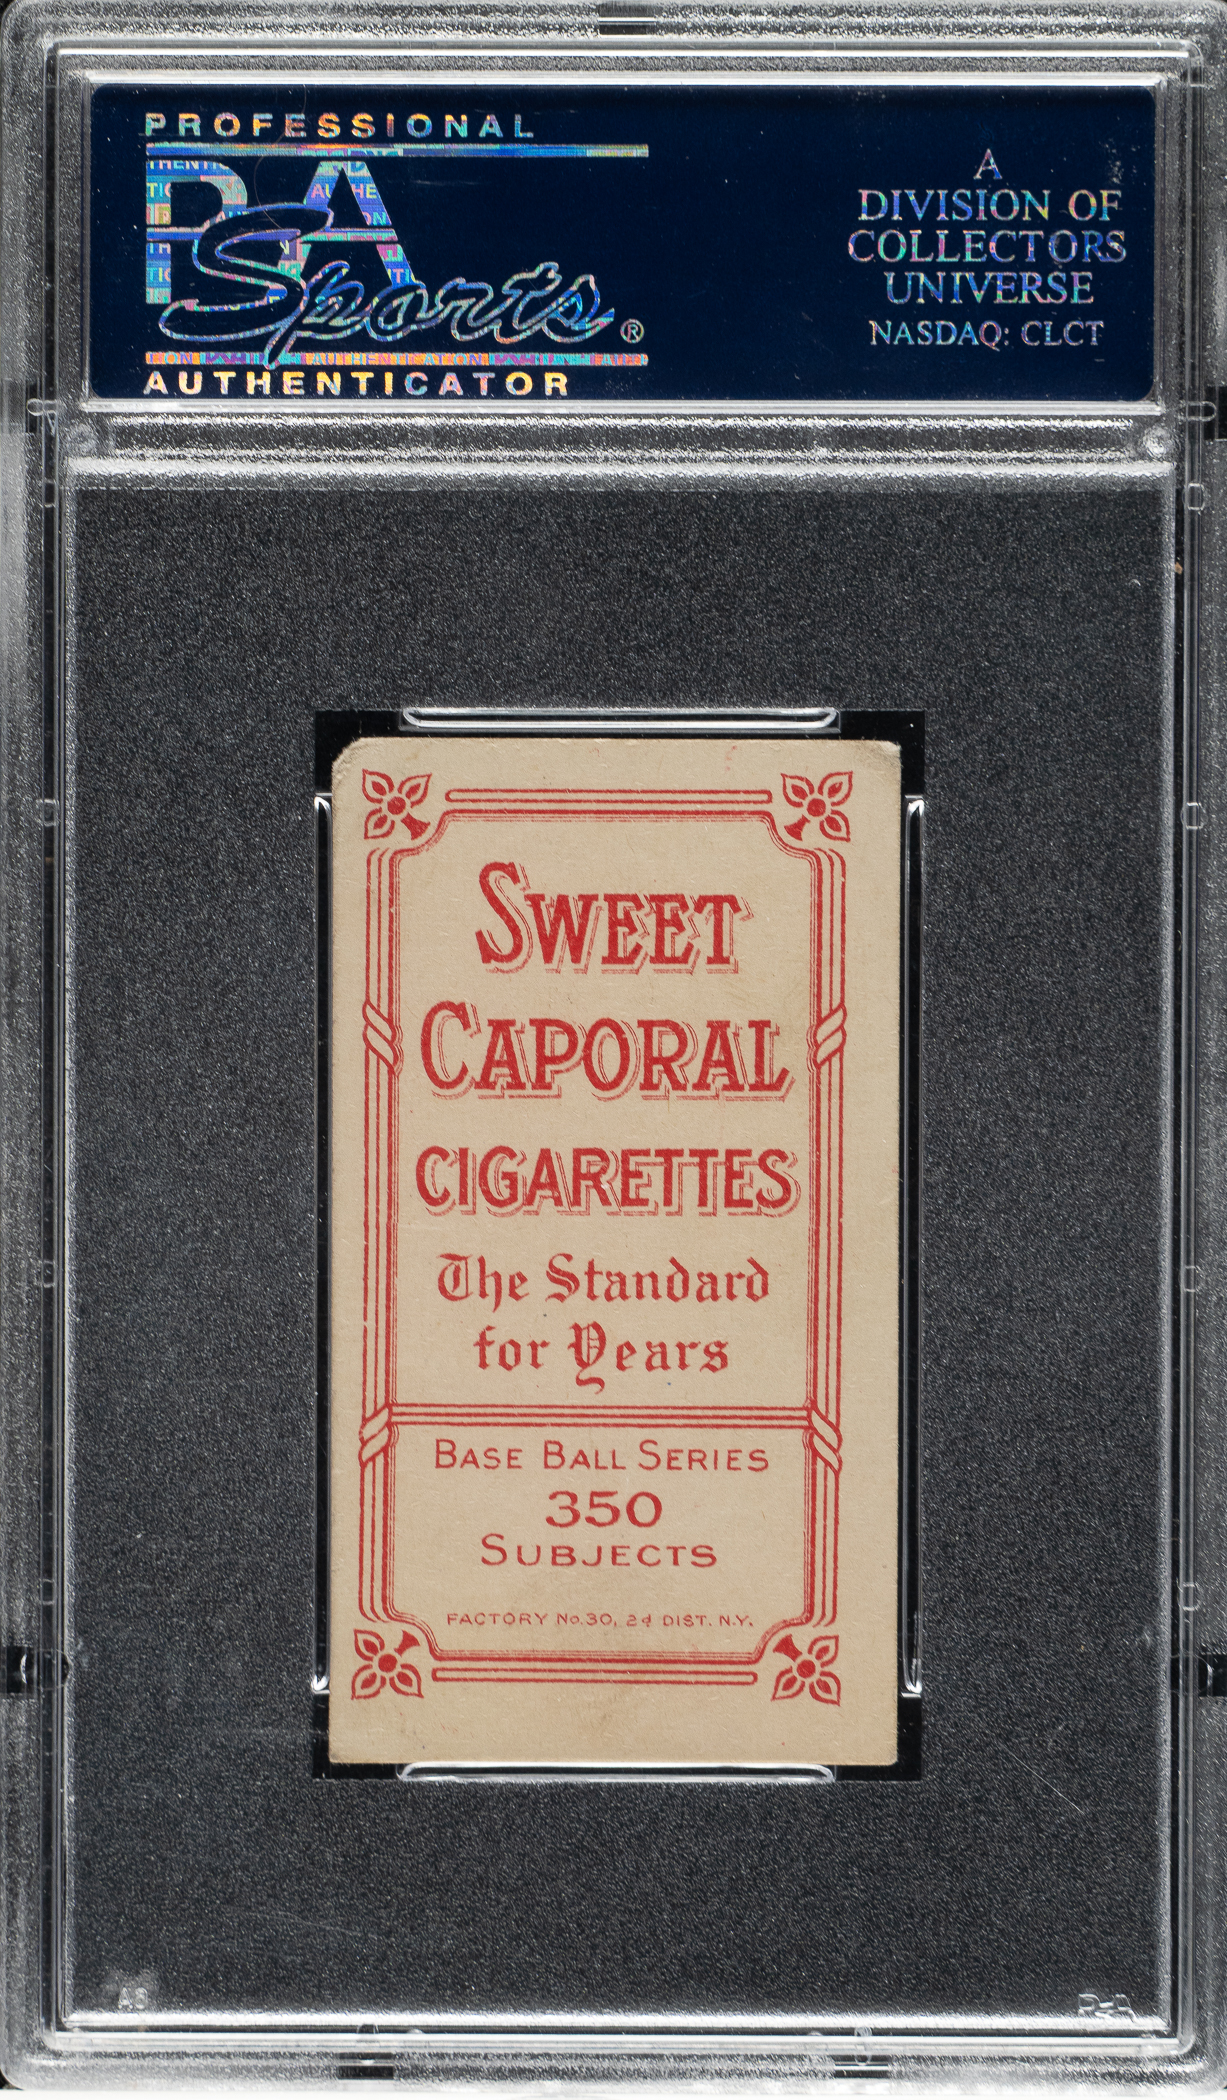 PROFESSIONAL
PSA
Sports®
AUTHENTICATOR
A
DIVISION OF
COLLECTORS
UNIVERSE
NASDAQ: CLCT
SWEET
CAPORAL
CIGARETTES
The Standard
for Years
BASE BALL SERIES
350
SUBJECTS
FACTORY No. 30, 2d DIST. N.Y.